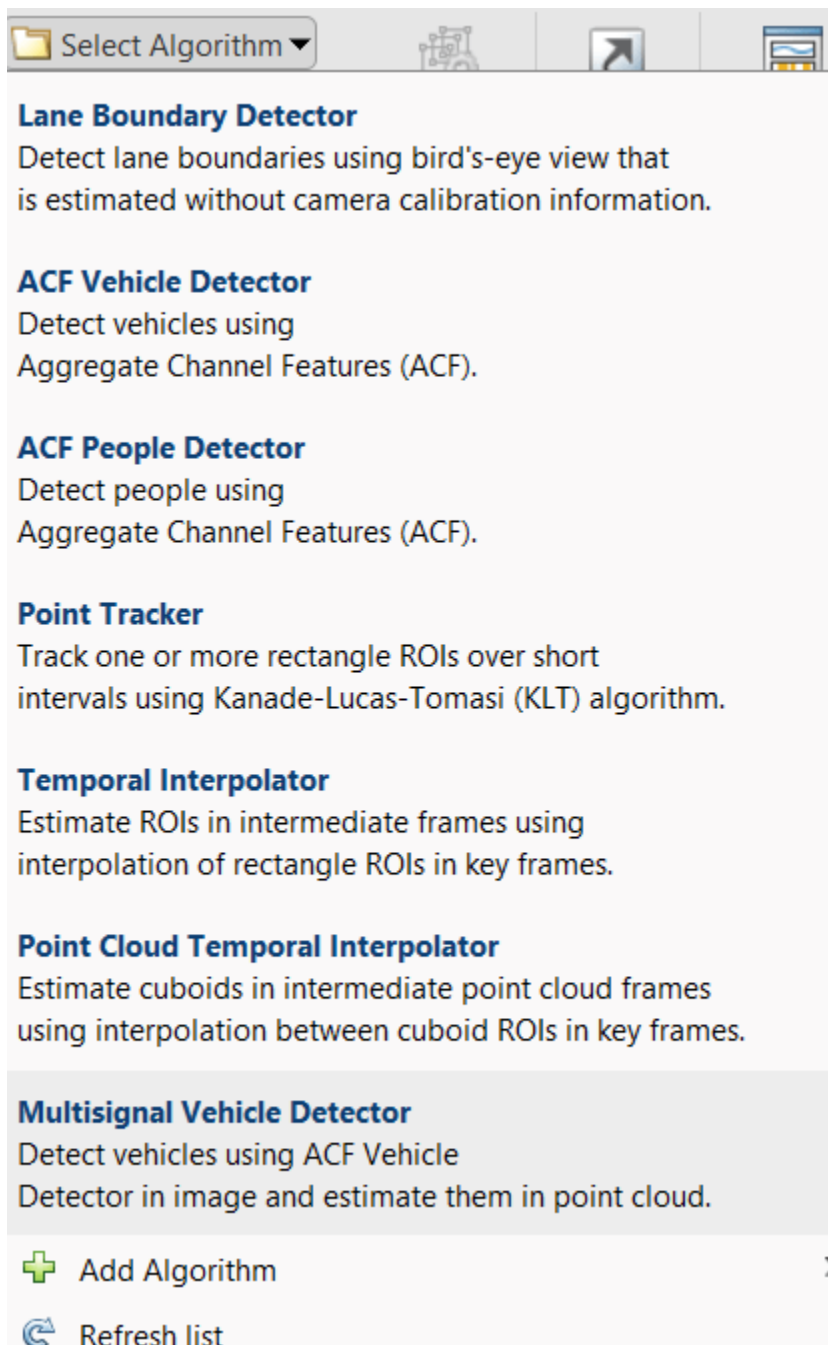 Select Algorithm
Lane Boundary Detector
Detect lane boundaries using bird's-eye view that
is estimated without camera calibration information.
ACF Vehicle Detector
Detect vehicles using
Aggregate Channel Features (ACF).
ACF People Detector
Detect people using
Aggregate Channel Features (ACF).
Point Tracker
Track one or more rectangle ROIs over short
intervals using Kanade-Lucas-Tomasi (KLT) algorithm.
Temporal Interpolator
Estimate ROIs in intermediate frames using
interpolation of rectangle ROIs in key frames.
Point Cloud Temporal Interpolator
Estimate cuboids in intermediate point cloud frames
using interpolation between cuboid ROIs in key frames.
Multisignal Vehicle Detector
Detect vehicles using ACF Vehicle
Detector in image and estimate them in point cloud.
Add Algorithm
Refresh list